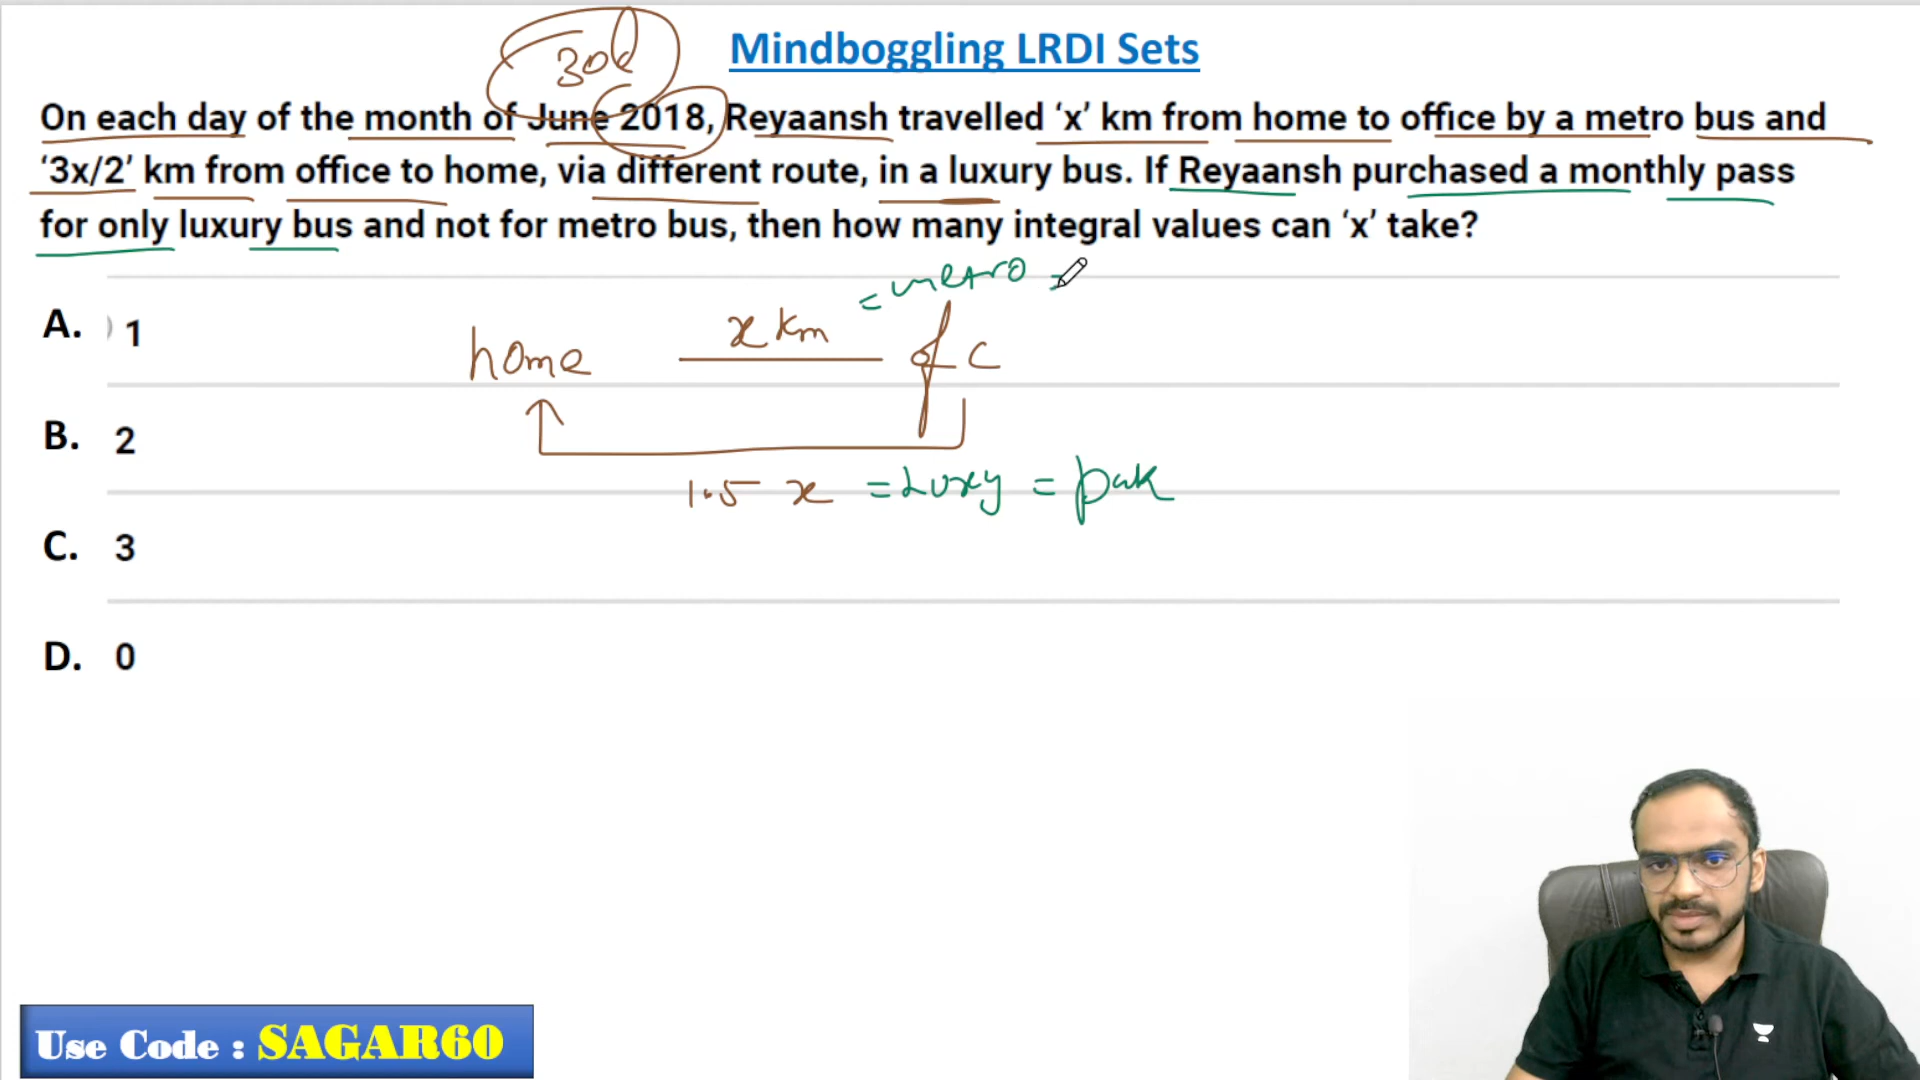 Mindboggling LRDI Sets
30d
On each day of the month of June 2018, Reyaansh travelled ‘x’ km from home to office by a metro bus and
‘3x/2’ km from office to home, via different route, in a luxury bus. If Reyaansh purchased a monthly pass
for only luxury bus and not for metro bus, then how many integral values can ‘x’ take?
= metro =
A. 1
home x km ofc
B. 2
1.5 x = Luxy =
C. 3
D. 0
Use Code : SAGAR60